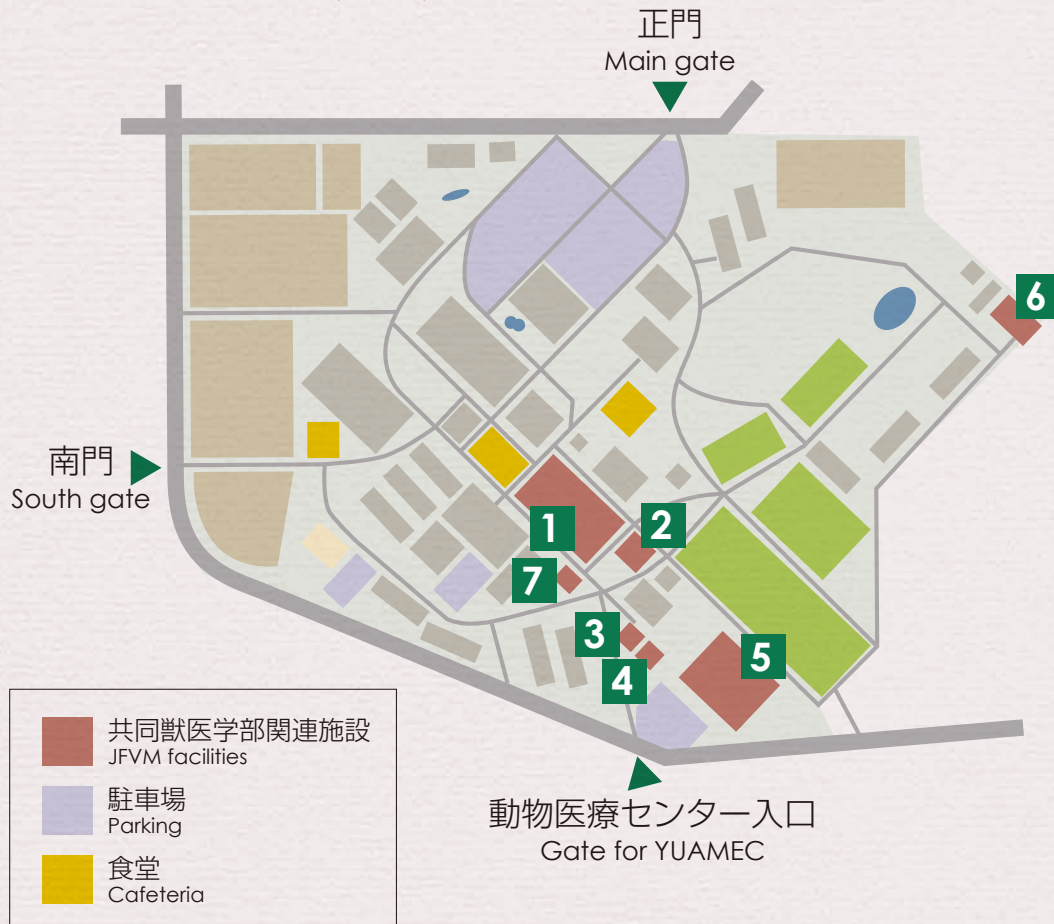 正門
Main gate
6
南門
South gate
1
2
7
3
4
5
共同獣医学部関連施設
JFVM facilities
駐車場
Parking
食堂
Cafeteria
動物医療センター入口
Gate for YUAMEC